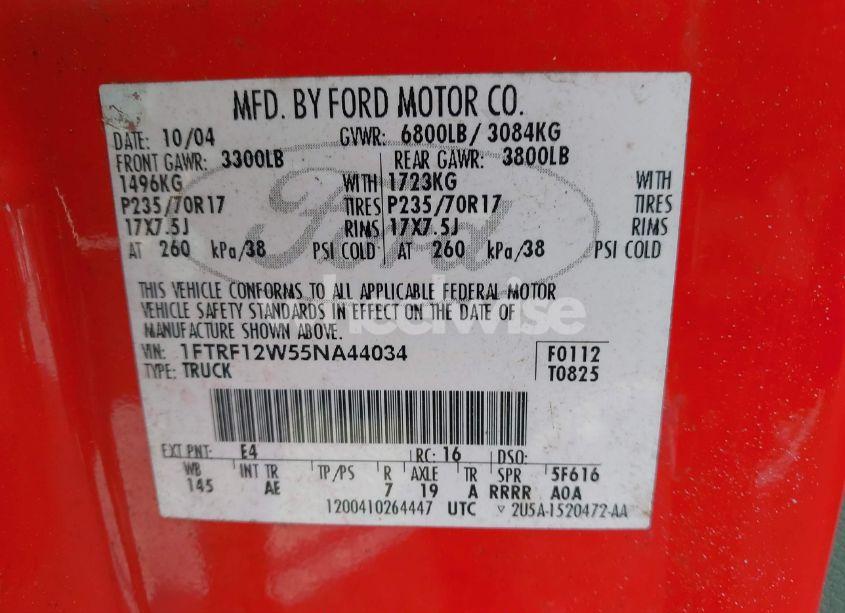 MFD. BY FORD MOTOR CO.
DATE: 10/04 GVWR: 6800LB / 3084KG
FRONT GAWR: 3300LB REAR GAWR: 3800LB
1496KG WITH 1723KG WITH
P235/70R17 TIRES P235/70R17 TIRES
17X7.5J RIMS 17X7.5J RIMS
AT 260 kPa/38 PSI COLD AT 260 kPa/38 PSI COLD
Ford
THIS VEHICLE CONFORMS TO ALL APPLICABLE FEDERAL MOTOR
VEHICLE SAFETY STANDARDS IN EFFECT ON THE DATE OF
MANUFACTURE SHOWN ABOVE.
VIN: 1FTRF12W55NA44034 F0112
TYPE: TRUCK T0825
EXT PNT: E4 RC: 16 DSO:
WB INT TR TP/PS R AXLE TR SPR 5F616
145 AE 7 19 A RRRR A0A
1200410264447 UTC ▽ 2U5A-1520472-AA